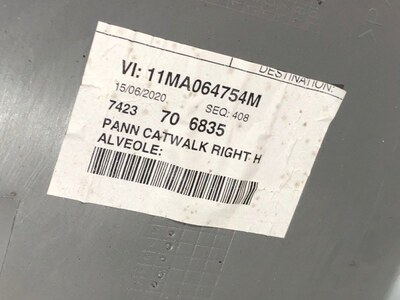 DESTINATION:
VI: 11MA064754M
15/06/2020 SEQ: 408
7423 70 6835
PANN CATWALK RIGHT H
ALVEOLE: